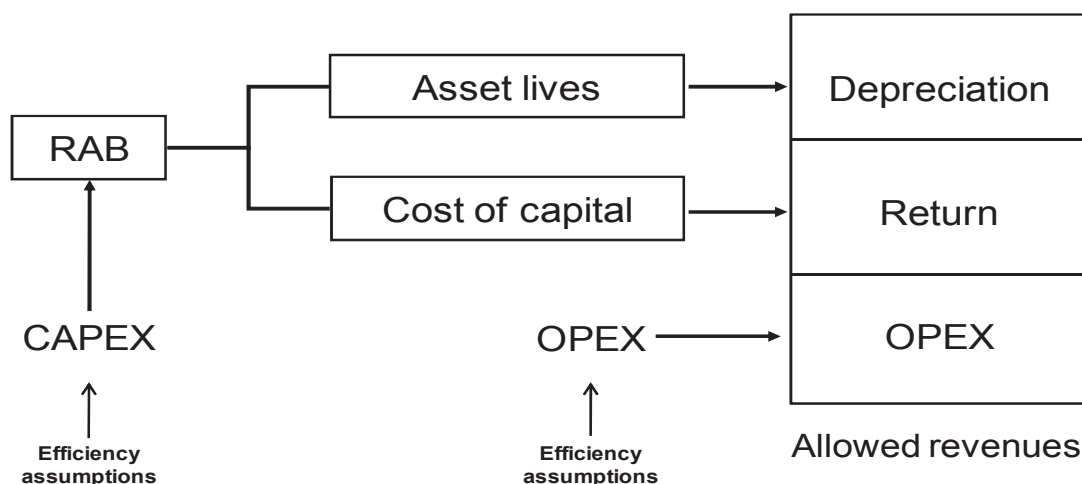 Asset lives
Depreciation
RAB
Cost of capital
Return
CAPEX
OPEX
OPEX
Efficiency
assumptions
Efficiency
assumptions
Allowed revenues